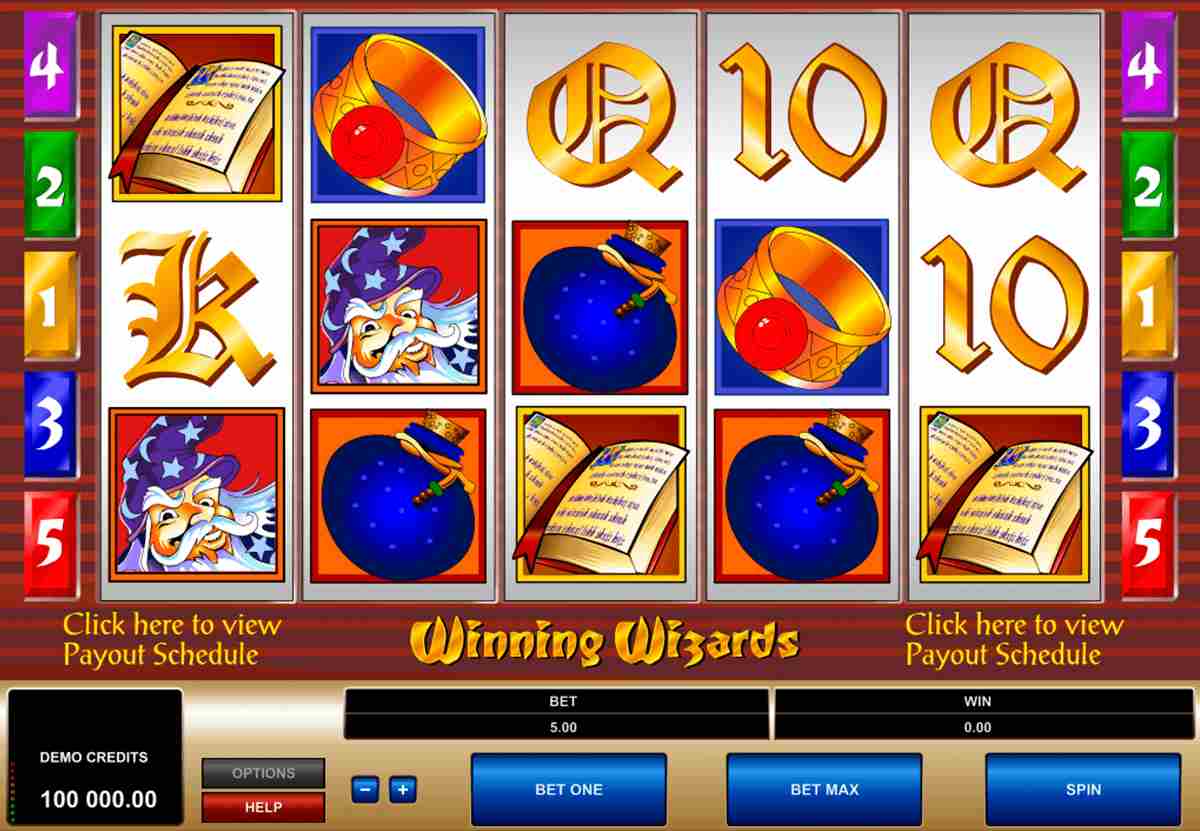 4
4
Q
10
Q
2
2
K
10
1
1
3
3
5
5
Click here to view
Payout Schedule
Winning Wizards
Click here to view
Payout Schedule
BET
5.00
WIN
0.00
DEMO CREDITS
100 000.00
OPTIONS
HELP
−
+
BET ONE
BET MAX
SPIN